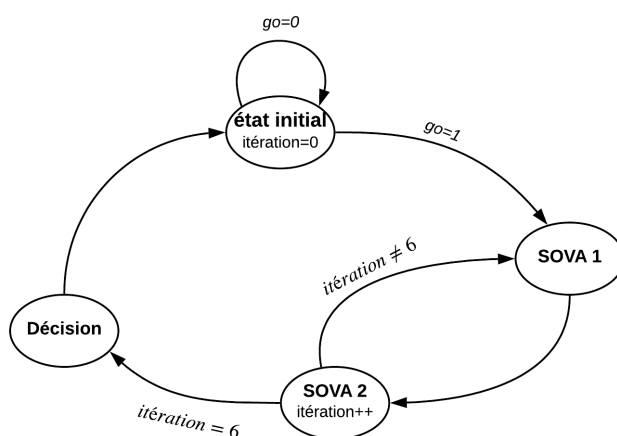 go=0
état initial
itération=0
go=1
SOVA 1
itération ≠ 6
Décision
SOVA 2
itération++
itération = 6